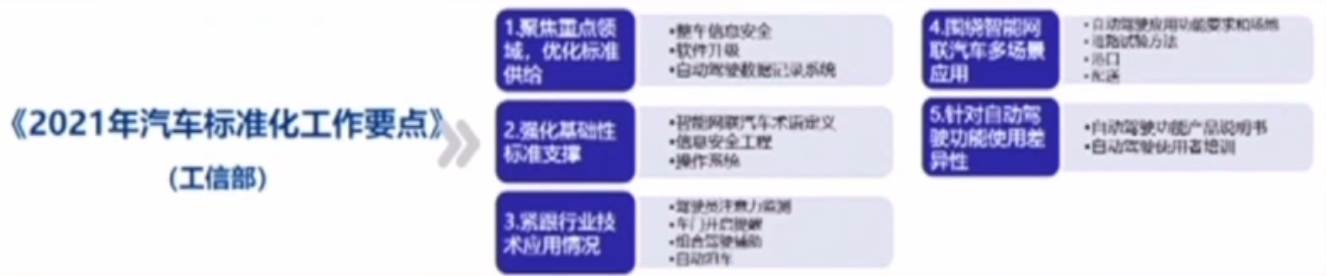 《2021年汽车标准化工作要点》
(工信部)
1.聚焦重点领
域，优化标准
供给
•整车信息安全
•软件升级
•自动驾驶数据记录系统
2.强化基础性
标准支撑
•智能网联汽车术语定义
•信息安全工程
•操作系统
3.紧跟行业技
术应用情况
•驾驶员注意力监测
•车门开启提醒
•组合驾驶辅助
•自动泊车
4.围绕智能网
联汽车多场景
应用
•自动驾驶应用功能要求和场地
•道路试验方法
•港口
•配送
5.针对自动驾
驶功能使用差
异性
•自动驾驶功能产品说明书
•自动驾驶使用者培训